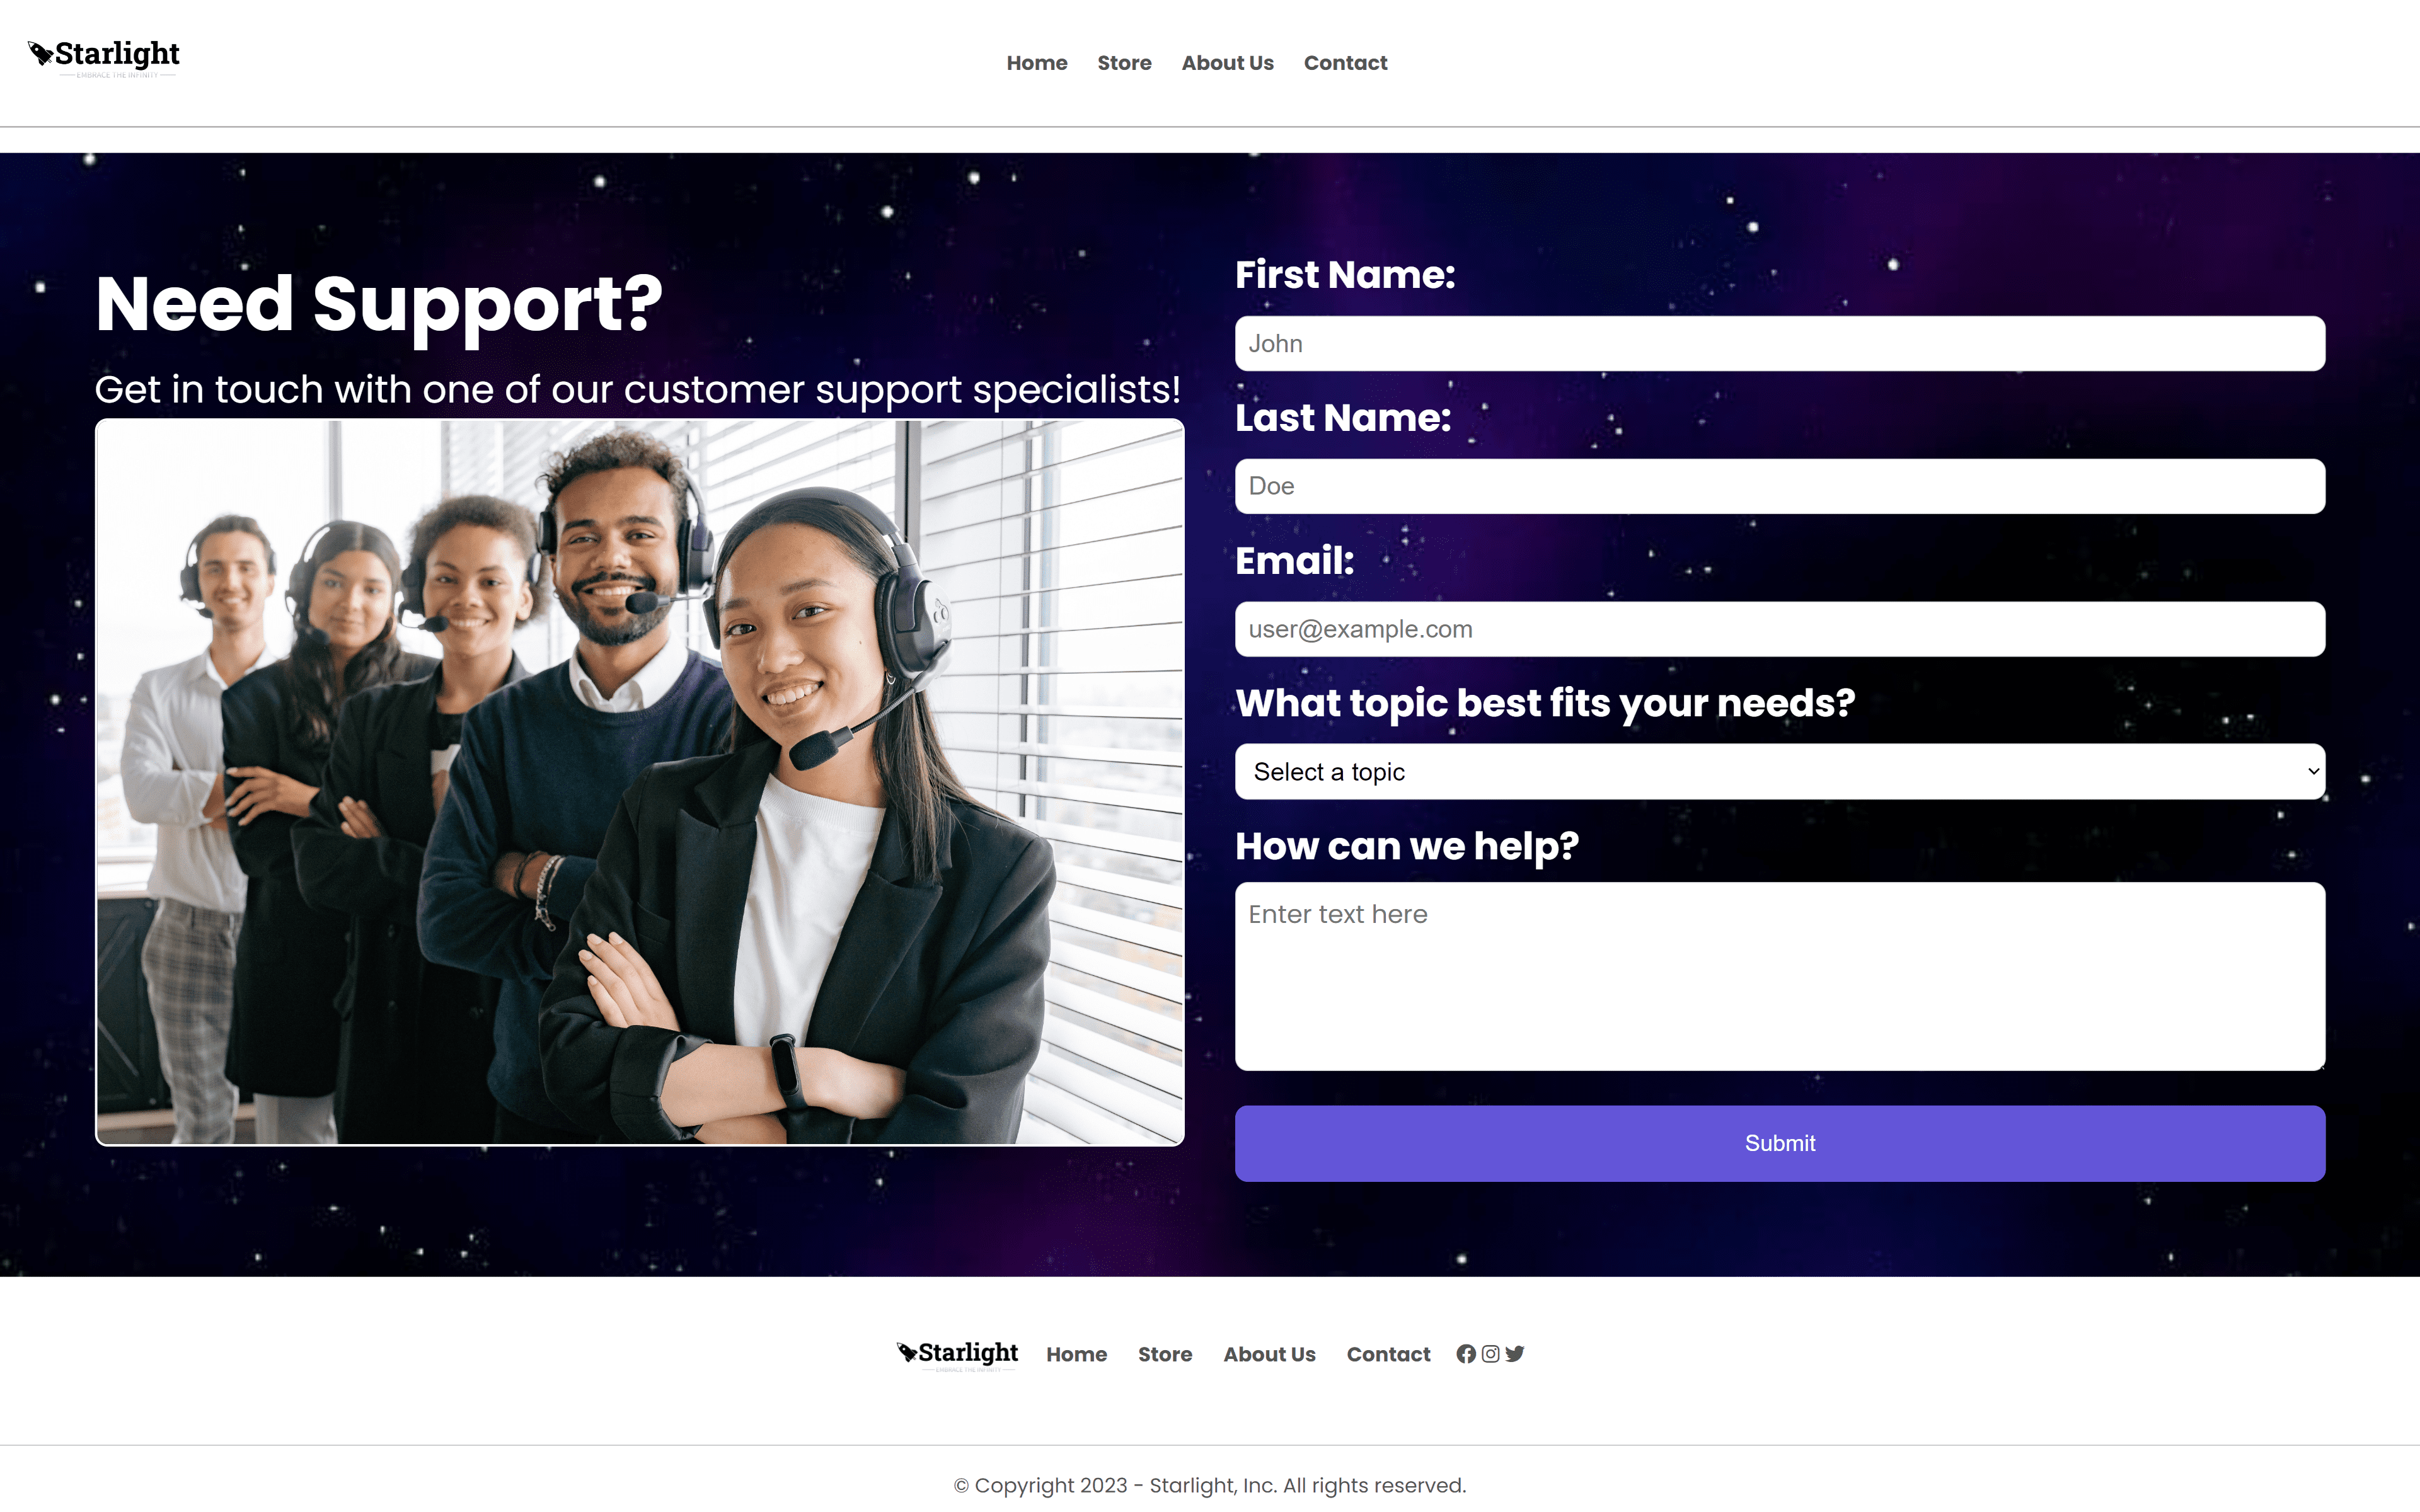 Starlight
EMBRACE THE INFINITY
Home Store About Us Contact
Need Support?
Get in touch with one of our customer support specialists!
First Name:
John
Last Name:
Doe
Email:
user@example.com
What topic best fits your needs?
Select a topic
How can we help?
Enter text here
Submit
Starlight
EMBRACE THE INFINITY
Home Store About Us Contact
© Copyright 2023 - Starlight, Inc. All rights reserved.